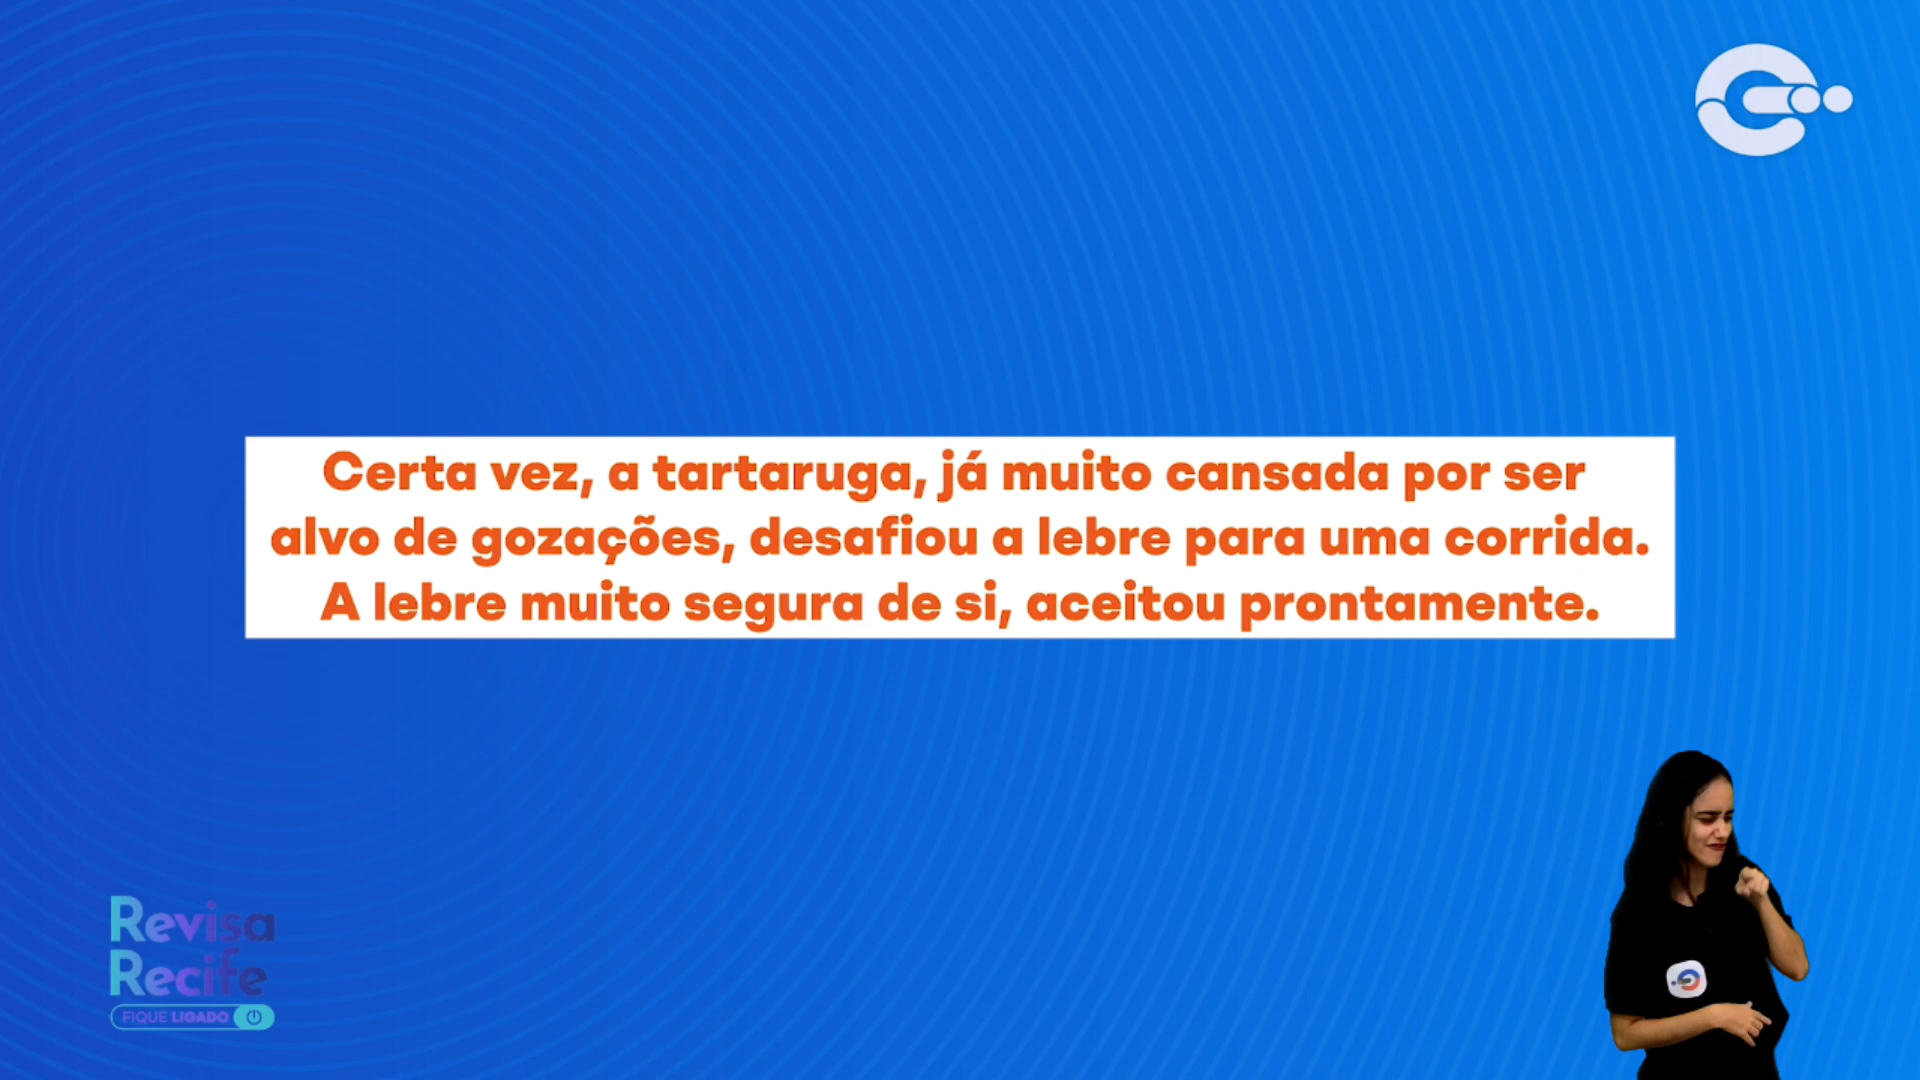 Certa vez, a tartaruga, já muito cansada por ser
alvo de gozações, desafiou a lebre para uma corrida.
A lebre muito segura de si, aceitou prontamente.
Revisa
Recife
FIQUE LIGADO